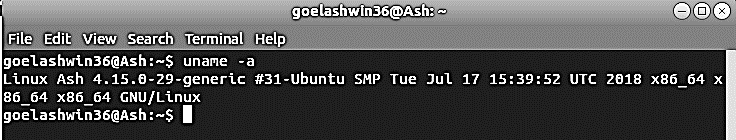 goelashwin36@Ash: ~
File Edit View Search Terminal Help
goelashwin36@Ash:~$ uname -a
Linux Ash 4.15.0-29-generic #31-Ubuntu SMP Tue Jul 17 15:39:52 UTC 2018 x86_64 x
86_64 x86_64 GNU/Linux
goelashwin36@Ash:~$